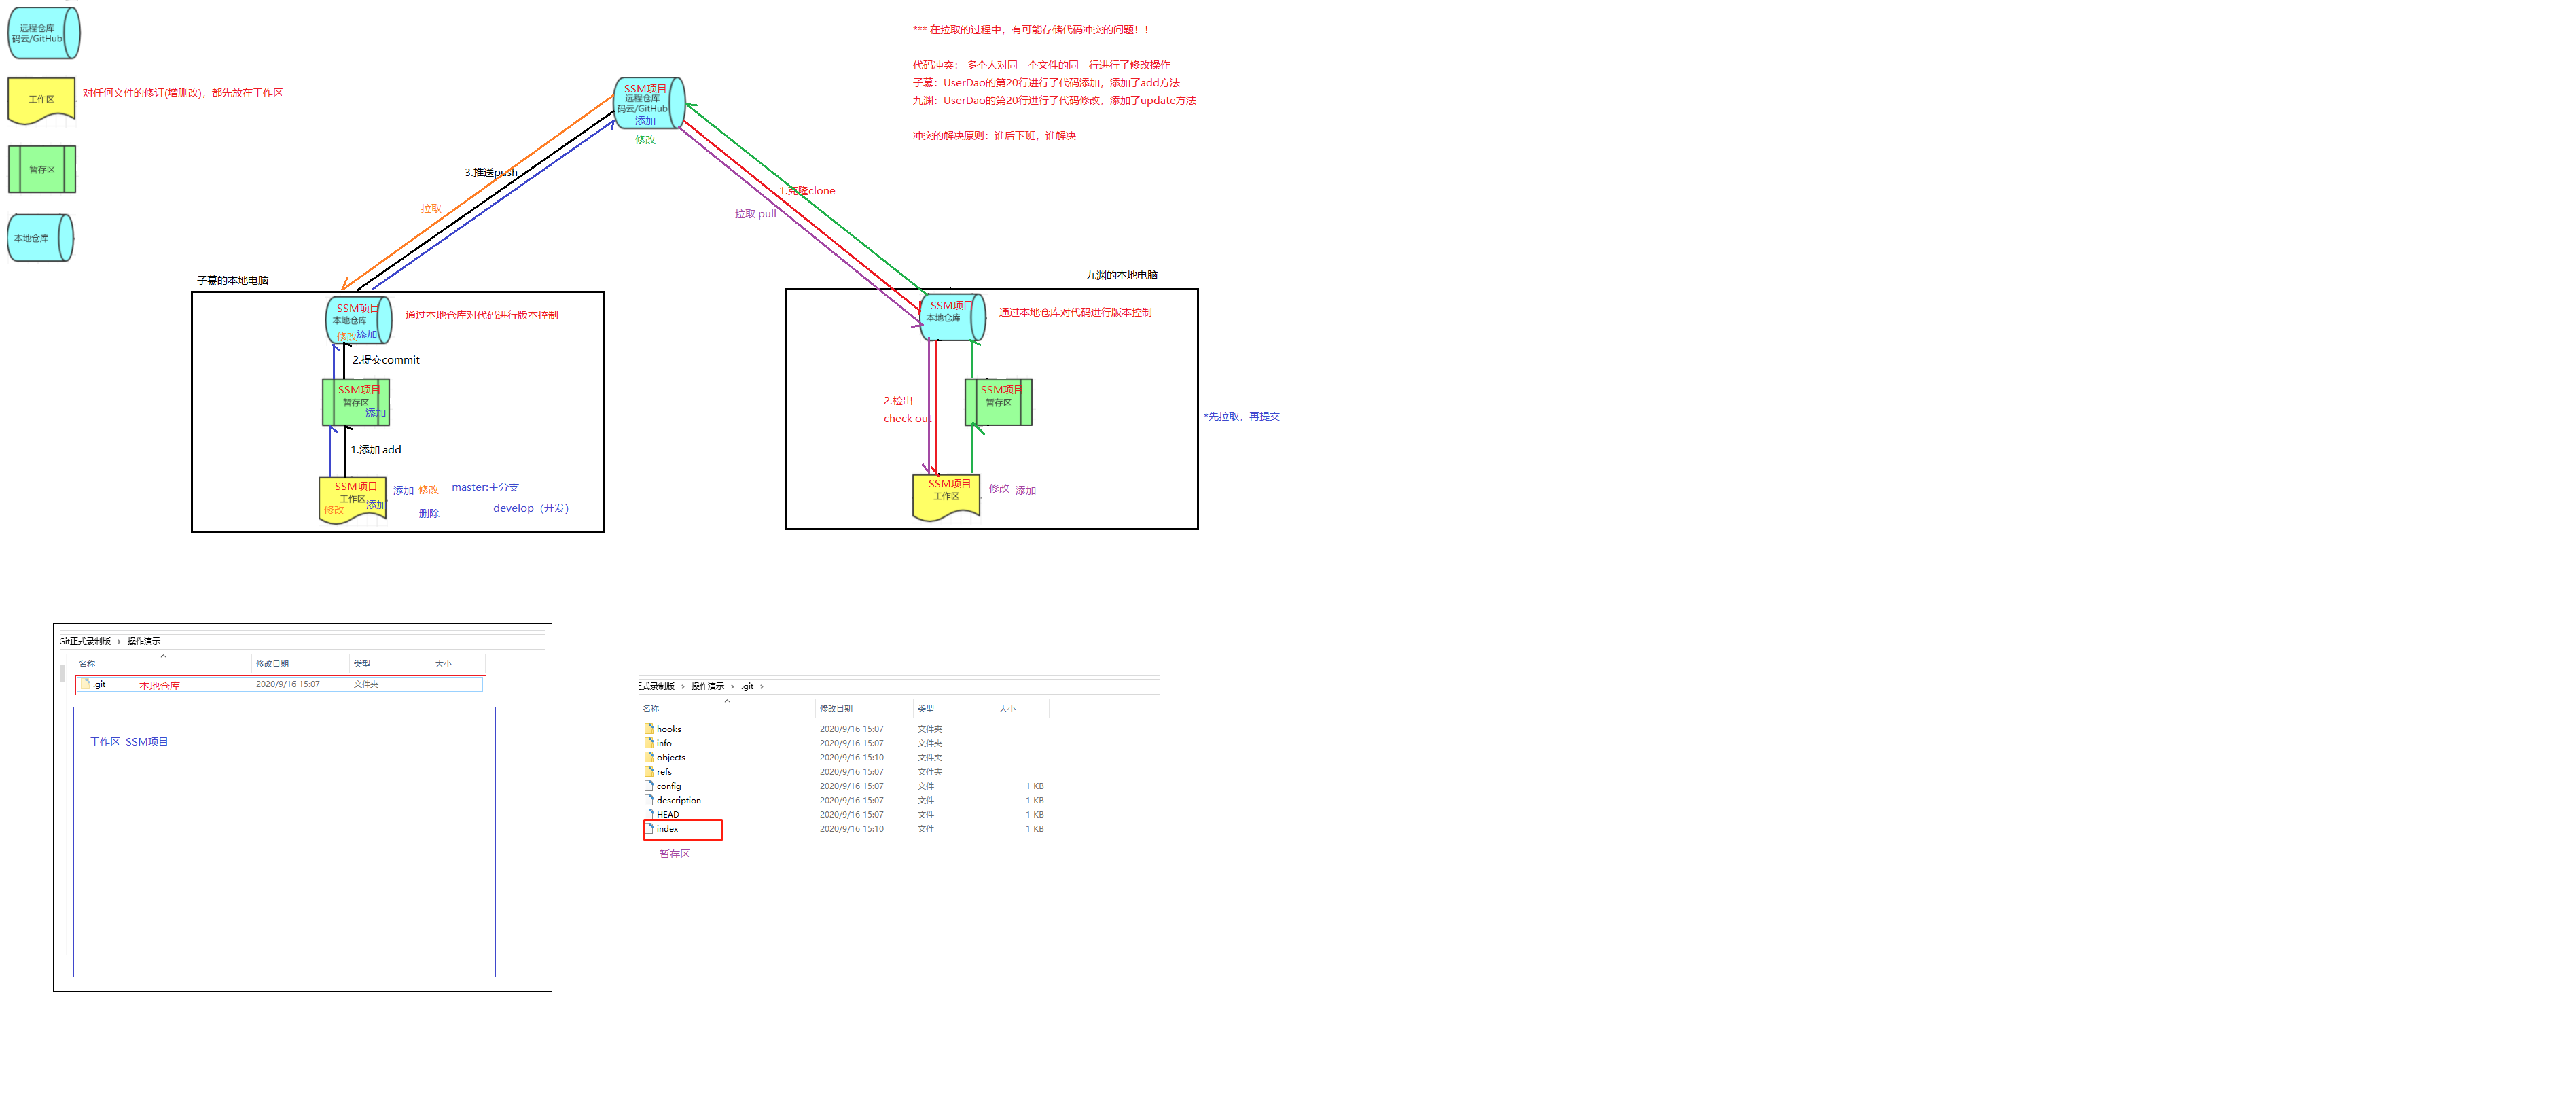 远程仓库
码云/GitHub
工作区
对任何文件的修订(增删改)，都先放在工作区
暂存区
本地仓库
SSM项目
远程仓库
码云/GitHub
添加
修改
*** 在拉取的过程中，有可能存储代码冲突的问题！！
代码冲突： 多个人对同一个文件的同一行进行了修改操作
子墓：UserDao的第20行进行了代码添加，添加了add方法
九渊：UserDao的第20行进行了代码修改，添加了update方法
冲突的解决原则：谁后下班，谁解决
3.推送push
拉取
1.克隆clone
拉取 pull
子墓的本地电脑
SSM项目
本地仓库
修改 添加
通过本地仓库对代码进行版本控制
2.提交commit
SSM项目
暂存区
添加
1.添加 add
SSM项目
工作区
修改 添加
添加 修改
删除
master:主分支
develop（开发）
九渊的本地电脑
SSM项目
本地仓库
通过本地仓库对代码进行版本控制
2.检出
check out
SSM项目
暂存区
*先拉取，再提交
SSM项目
工作区
修改 添加
Git正式录制版 › 操作演示
名称 修改日期 类型 大小
.git 本地仓库 2020/9/16 15:07 文件夹
工作区 SSM项目
正式录制版 › 操作演示 › .git ›
名称 修改日期 类型 大小
hooks 2020/9/16 15:07 文件夹
info 2020/9/16 15:07 文件夹
objects 2020/9/16 15:10 文件夹
refs 2020/9/16 15:07 文件夹
config 2020/9/16 15:07 文件 1 KB
description 2020/9/16 15:07 文件 1 KB
HEAD 2020/9/16 15:07 文件 1 KB
index 2020/9/16 15:10 文件 1 KB
暂存区